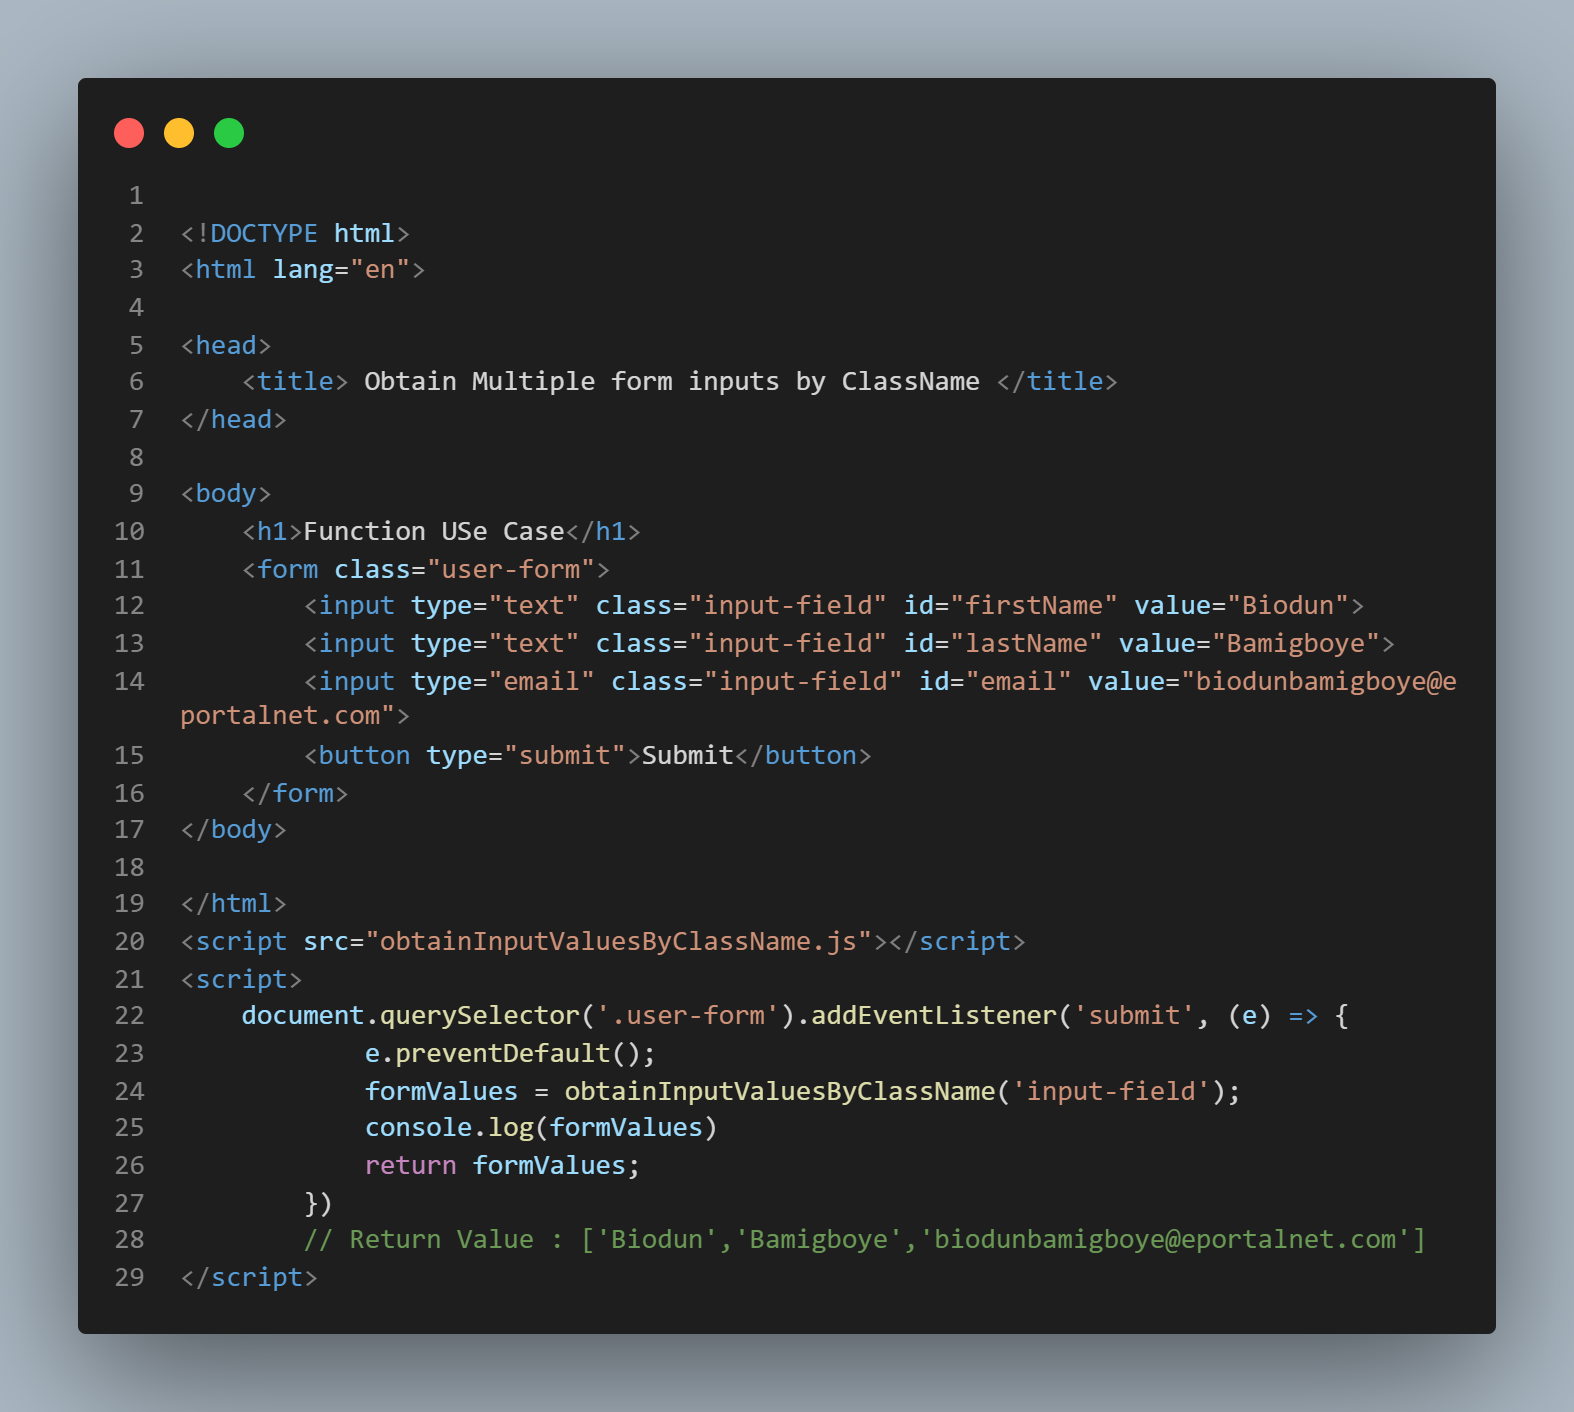 1
2 <!DOCTYPE html>
3 <html lang="en">
4
5 <head>
6     <title> Obtain Multiple form inputs by ClassName </title>
7 </head>
8
9 <body>
10     <h1>Function USe Case</h1>
11     <form class="user-form">
12         <input type="text" class="input-field" id="firstName" value="Biodun">
13         <input type="text" class="input-field" id="lastName" value="Bamigboye">
14         <input type="email" class="input-field" id="email" value="biodunbamigboye@e
portalnet.com">
15         <button type="submit">Submit</button>
16     </form>
17 </body>
18
19 </html>
20 <script src="obtainInputValuesByClassName.js"></script>
21 <script>
22     document.querySelector('.user-form').addEventListener('submit', (e) => {
23             e.preventDefault();
24             formValues = obtainInputValuesByClassName('input-field');
25             console.log(formValues)
26             return formValues;
27         })
28         // Return Value : ['Biodun','Bamigboye','biodunbamigboye@eportalnet.com']
29 </script>